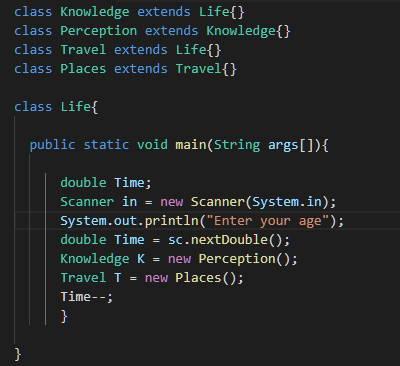 class Knowledge extends Life{}
class Perception extends Knowledge{}
class Travel extends Life{}
class Places extends Travel{}
class Life{
public static void main(String args[]){
double Time;
Scanner in = new Scanner(System.in);
System.out.println("Enter your age");
double Time = sc.nextDouble();
Knowledge K = new Perception();
Travel T = new Places();
Time--;
}
}